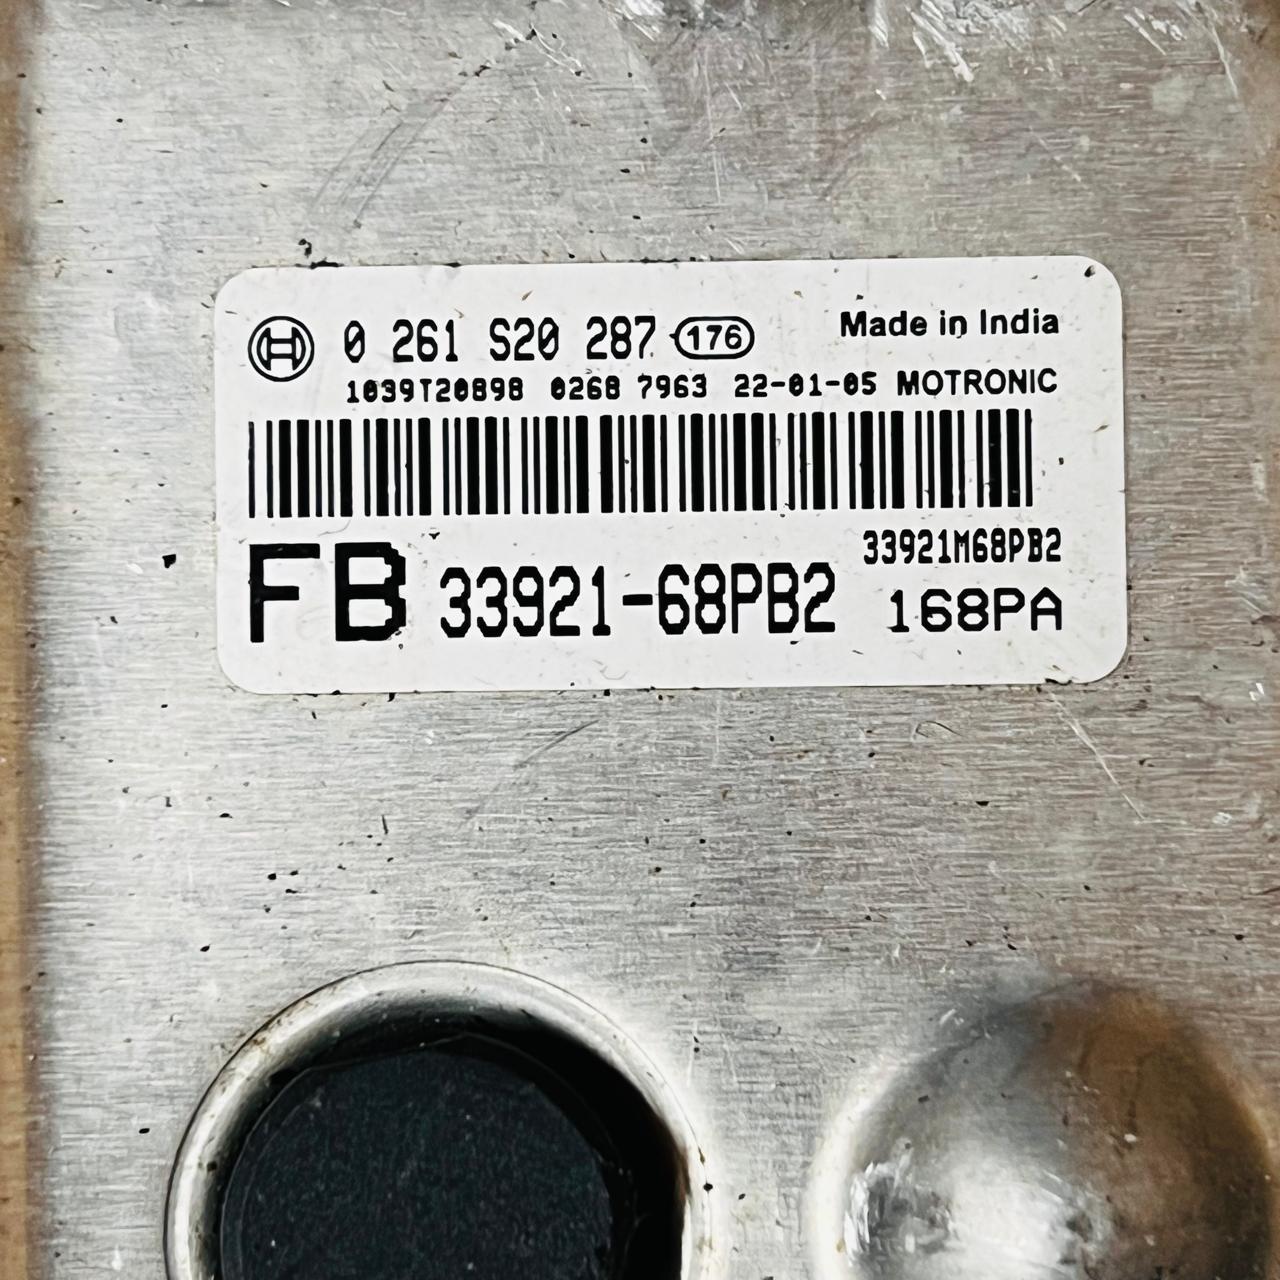 0 261 S20 287 176 Made in India
1039T20898 0268 7963 22-01-05 MOTRONIC
33921M68PB2
FB 33921-68PB2 168PA